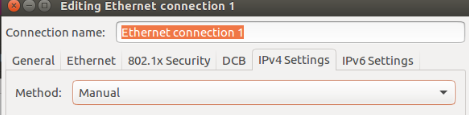 Editing Ethernet connection 1
Connection name: Ethernet connection 1
General Ethernet 802.1x Security DCB IPv4 Settings IPv6 Settings
Method: Manual